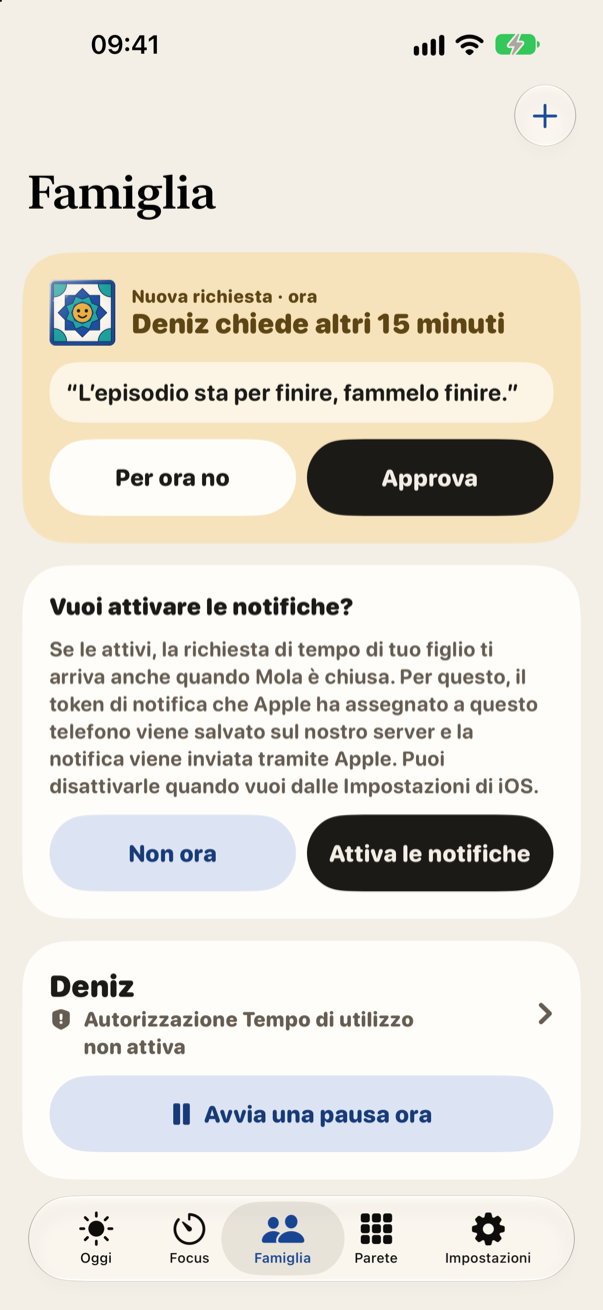 09:41
Famiglia
Nuova richiesta · ora
Deniz chiede altri 15 minuti
“L’episodio sta per finire, fammelo finire.”
Per ora no
Approva
Vuoi attivare le notifiche?
Se le attivi, la richiesta di tempo di tuo figlio ti
arriva anche quando Mola è chiusa. Per questo, il
token di notifica che Apple ha assegnato a questo
telefono viene salvato sul nostro server e la
notifica viene inviata tramite Apple. Puoi
disattivarle quando vuoi dalle Impostazioni di iOS.
Non ora
Attiva le notifiche
Deniz
Autorizzazione Tempo di utilizzo
non attiva
Avvia una pausa ora
Oggi
Focus
Famiglia
Parete
Impostazioni